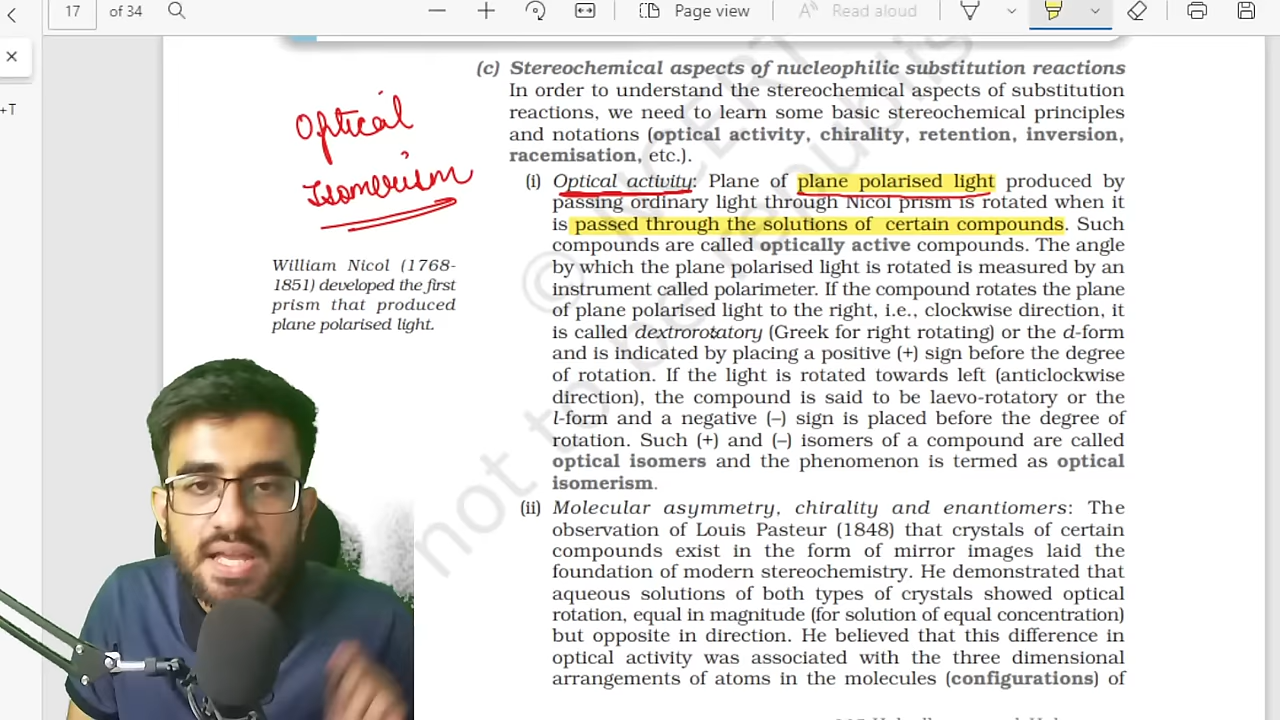 17 of 34 Page view Read aloud
+T
Optical
Isomerism
William Nicol (1768-
1851) developed the first
prism that produced
plane polarised light.
(c) Stereochemical aspects of nucleophilic substitution reactions
In order to understand the stereochemical aspects of substitution
reactions, we need to learn some basic stereochemical principles
and notations (optical activity, chirality, retention, inversion,
racemisation, etc.).
(i) Optical activity: Plane of plane polarised light produced by
passing ordinary light through Nicol prism is rotated when it
is passed through the solutions of certain compounds. Such
compounds are called optically active compounds. The angle
by which the plane polarised light is rotated is measured by an
instrument called polarimeter. If the compound rotates the plane
of plane polarised light to the right, i.e., clockwise direction, it
is called dextrorotatory (Greek for right rotating) or the d-form
and is indicated by placing a positive (+) sign before the degree
of rotation. If the light is rotated towards left (anticlockwise
direction), the compound is said to be laevo-rotatory or the
l-form and a negative (–) sign is placed before the degree of
rotation. Such (+) and (–) isomers of a compound are called
optical isomers and the phenomenon is termed as optical
isomerism.
(ii) Molecular asymmetry, chirality and enantiomers: The
observation of Louis Pasteur (1848) that crystals of certain
compounds exist in the form of mirror images laid the
foundation of modern stereochemistry. He demonstrated that
aqueous solutions of both types of crystals showed optical
rotation, equal in magnitude (for solution of equal concentration)
but opposite in direction. He believed that this difference in
optical activity was associated with the three dimensional
arrangements of atoms in the molecules (configurations) of
© NCERT
not to be republish